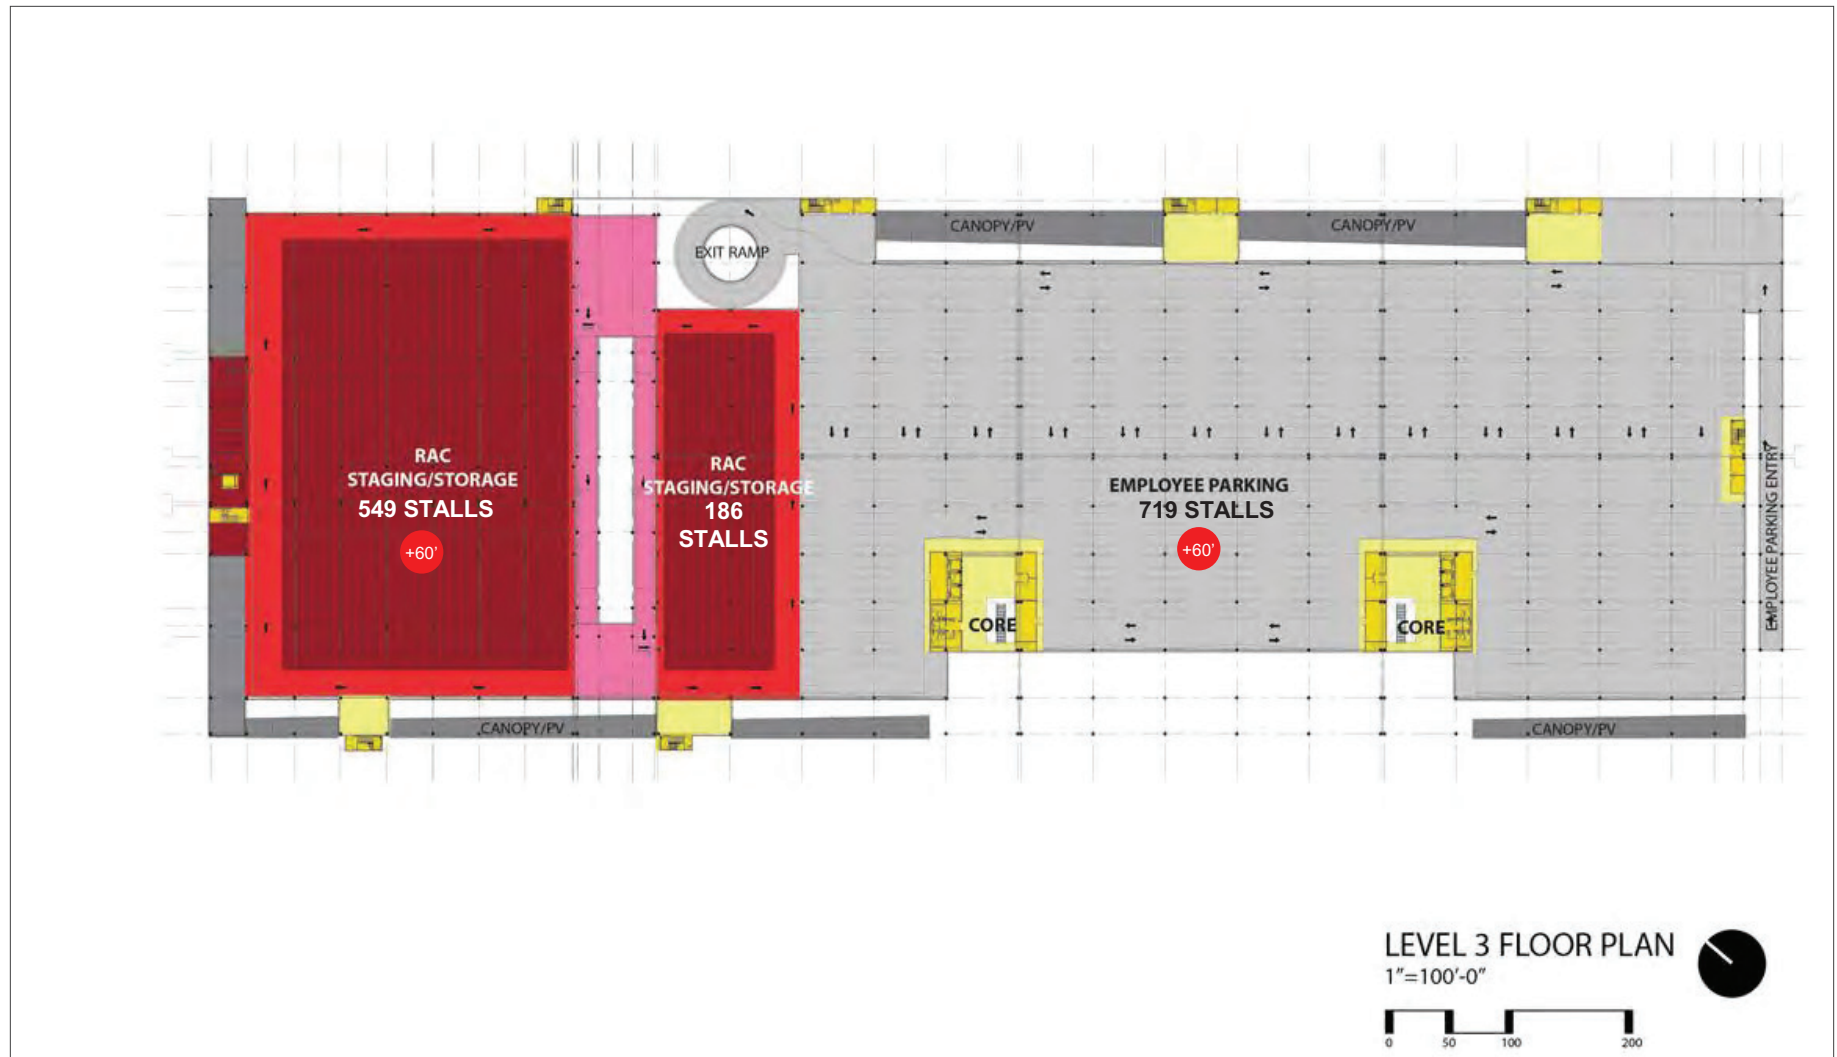 CANOPY/PV
CANOPY/PV
EXIT RAMP
RAC
STAGING/STORAGE
549 STALLS
+60'
RAC
STAGING/STORAGE
186
STALLS
EMPLOYEE PARKING
719 STALLS
+60'
EMPLOYEE PARKING ENTRY
CORE
CORE
CANOPY/PV
CANOPY/PV
LEVEL 3 FLOOR PLAN
1"=100'-0"
0 50 100 200